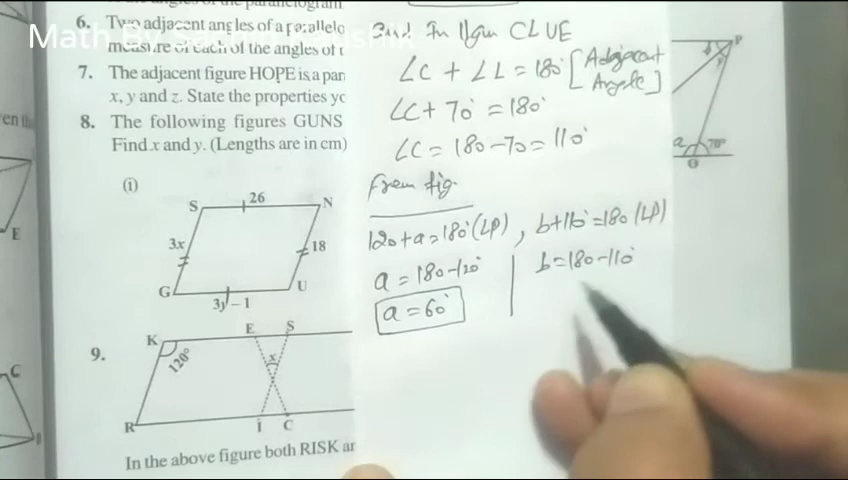 6. Two adjacent angles of a parallelo
measure of each of the angles of t
Math By
7. The adjacent figure HOPE is a par
x, y and z. State the properties yo
8. The following figures GUNS
Find x and y. (Lengths are in cm)
(i)
S 26 N
3x 18
G 3y – 1 U
9. K E S
120° x
R I C
In the above figure both RISK ar
And In llgm CLUE
∠C + ∠L = 180° [Adjacent Angle]
∠C + 70° = 180°
∠C = 180 – 70 = 110°
From fig.
120 + a = 180° (LP), b + 110 = 180 (LP)
a = 180 – 120° b = 180 – 110°
a = 60°
P
a 70°
O
E
C